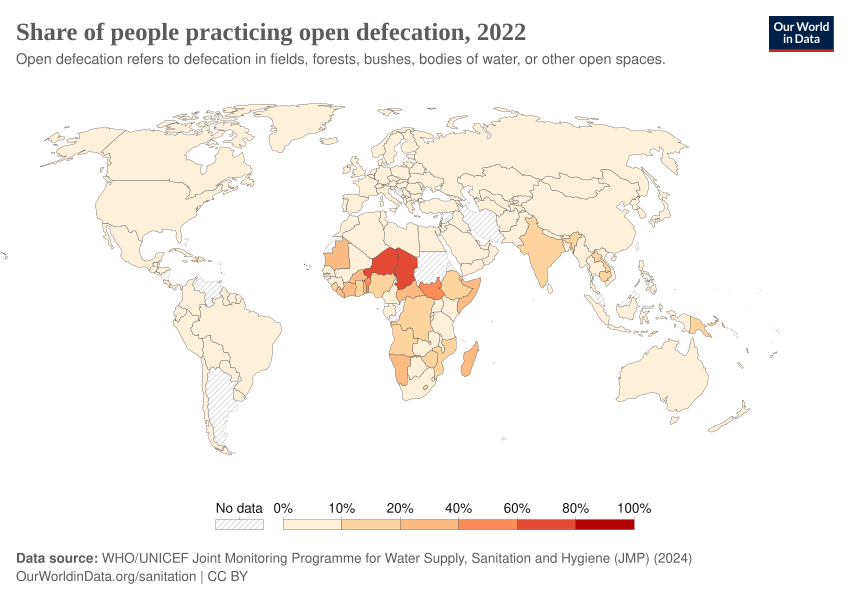 Share of people practicing open defecation, 2022
Our World
in Data
Open defecation refers to defecation in fields, forests, bushes, bodies of water, or other open spaces.
No data 0% 10% 20% 40% 60% 80% 100%
Data source: WHO/UNICEF Joint Monitoring Programme for Water Supply, Sanitation and Hygiene (JMP) (2024)
OurWorldinData.org/sanitation | CC BY